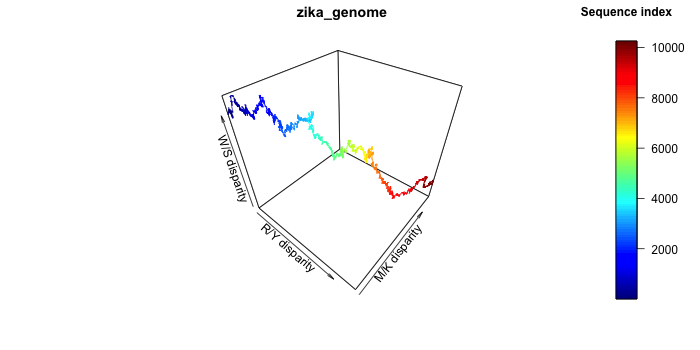 zika_genome
Sequence index
10000
8000
6000
4000
2000
W/S disparity
R/Y disparity
M/K disparity